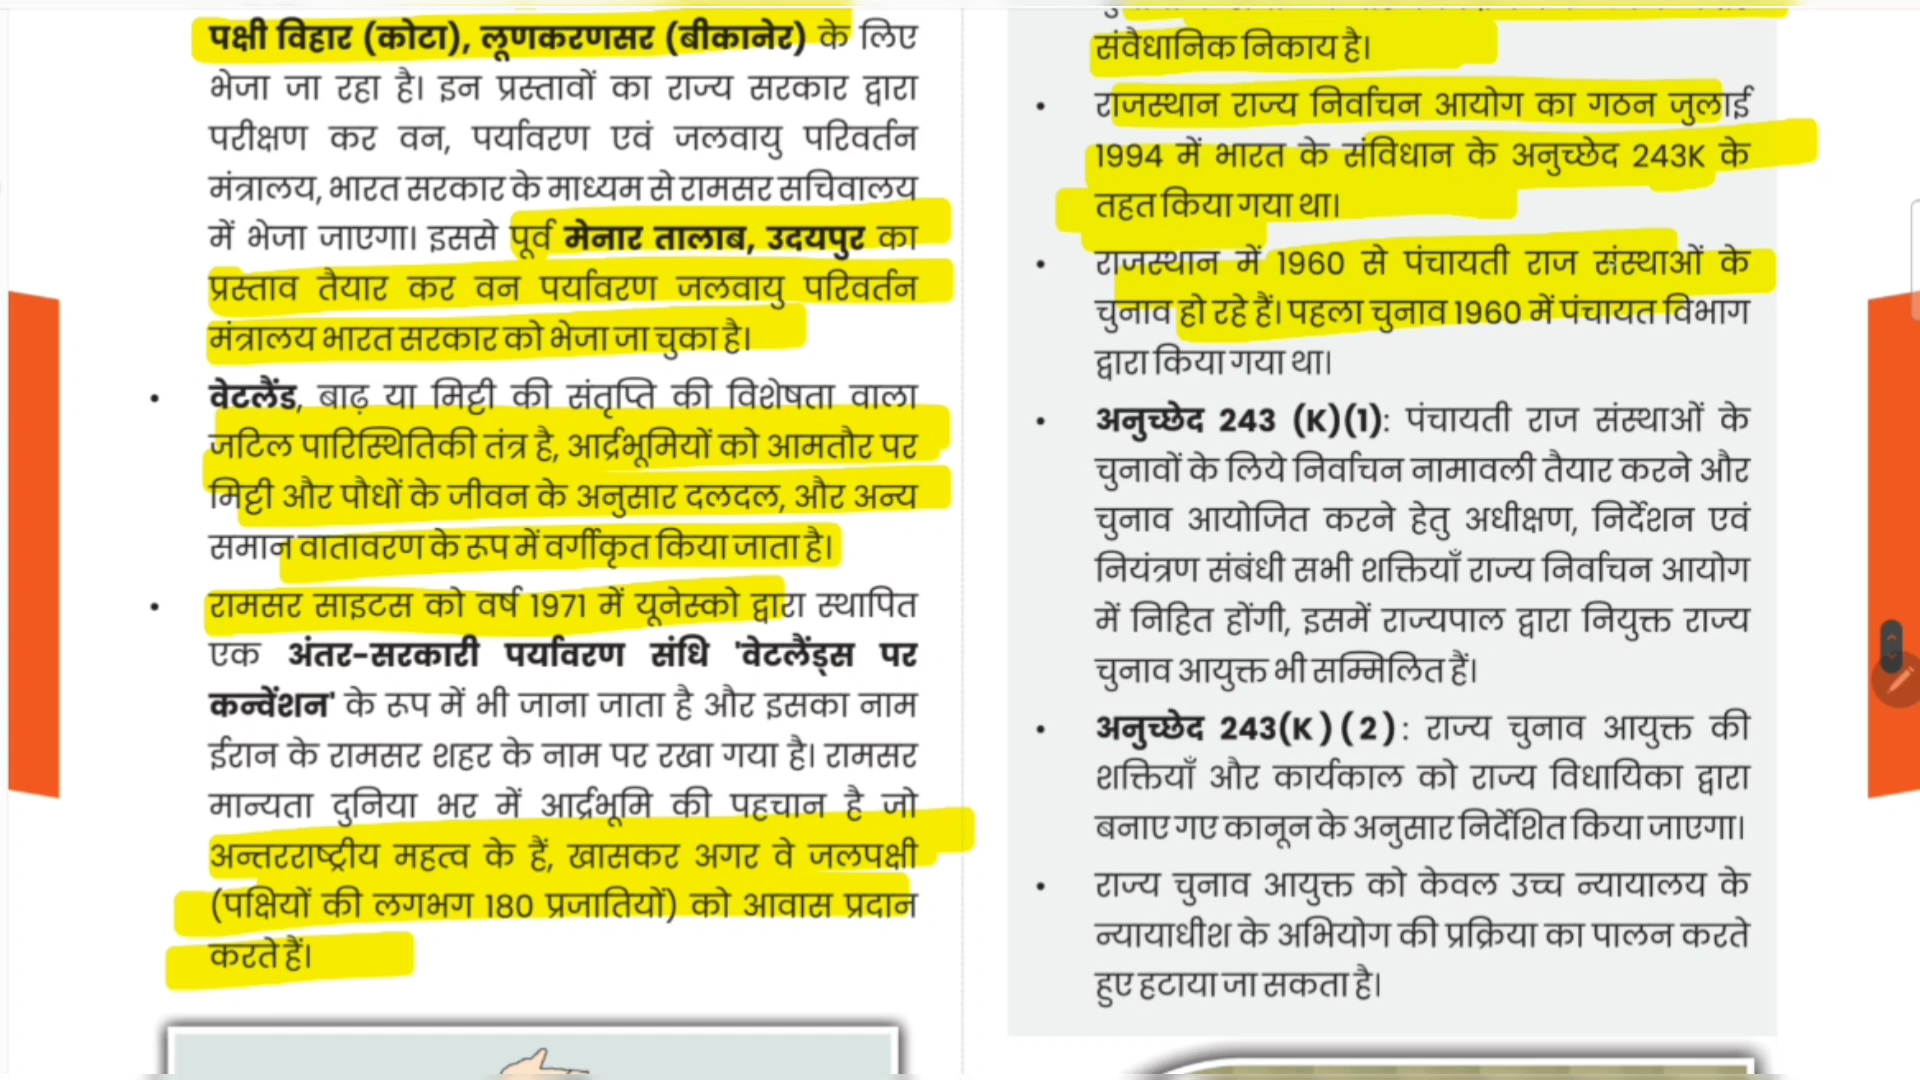 पक्षी विहार (कोटा), लूणकरणसर (बीकानेर) के लिए
भेजा जा रहा है। इन प्रस्तावों का राज्य सरकार द्वारा
परीक्षण कर वन, पर्यावरण एवं जलवायु परिवर्तन
मंत्रालय, भारत सरकार के माध्यम से रामसर सचिवालय
में भेजा जाएगा। इससे पूर्व मेनार तालाब, उदयपुर का
प्रस्ताव तैयार कर वन पर्यावरण जलवायु परिवर्तन
मंत्रालय भारत सरकार को भेजा जा चुका है।
• वेटलैंड, बाढ़ या मिट्टी की संतृप्ति की विशेषता वाला
जटिल पारिस्थितिकी तंत्र है, आर्द्रभूमियों को आमतौर पर
मिट्टी और पौधों के जीवन के अनुसार दलदल, और अन्य
समान वातावरण के रूप में वर्गीकृत किया जाता है।
• रामसर साइटस को वर्ष 1971 में यूनेस्को द्वारा स्थापित
एक अंतर-सरकारी पर्यावरण संधि 'वेटलैंड्स पर
कन्वेंशन' के रूप में भी जाना जाता है और इसका नाम
ईरान के रामसर शहर के नाम पर रखा गया है। रामसर
मान्यता दुनिया भर में आर्द्रभूमि की पहचान है जो
अन्तरराष्ट्रीय महत्व के हैं, खासकर अगर वे जलपक्षी
(पक्षियों की लगभग 180 प्रजातियों) को आवास प्रदान
करते हैं।
संवैधानिक निकाय है।
• राजस्थान राज्य निर्वाचन आयोग का गठन जुलाई
1994 में भारत के संविधान के अनुच्छेद 243K के
तहत किया गया था।
• राजस्थान में 1960 से पंचायती राज संस्थाओं के
चुनाव हो रहे हैं। पहला चुनाव 1960 में पंचायत विभाग
द्वारा किया गया था।
• अनुच्छेद 243 (K)(1): पंचायती राज संस्थाओं के
चुनावों के लिये निर्वाचन नामावली तैयार करने और
चुनाव आयोजित करने हेतु अधीक्षण, निर्देशन एवं
नियंत्रण संबंधी सभी शक्तियाँ राज्य निर्वाचन आयोग
में निहित होंगी, इसमें राज्यपाल द्वारा नियुक्त राज्य
चुनाव आयुक्त भी सम्मिलित हैं।
• अनुच्छेद 243(K)(2): राज्य चुनाव आयुक्त की
शक्तियाँ और कार्यकाल को राज्य विधायिका द्वारा
बनाए गए कानून के अनुसार निर्देशित किया जाएगा।
• राज्य चुनाव आयुक्त को केवल उच्च न्यायालय के
न्यायाधीश के अभियोग की प्रक्रिया का पालन करते
हुए हटाया जा सकता है।